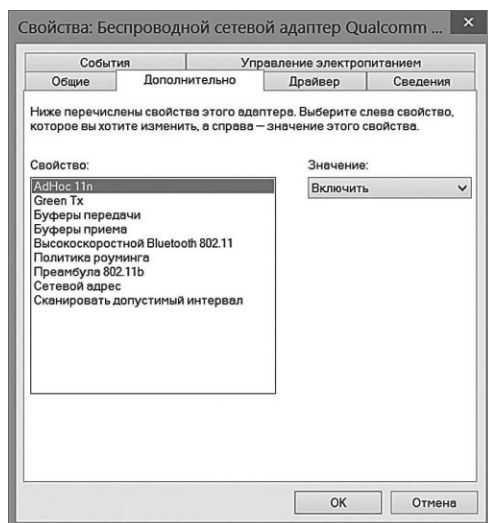 Свойства: Беспроводной сетевой адаптер Qualcomm ...
События
Управление электропитанием
Общие
Дополнительно
Драйвер
Сведения
Ниже перечислены свойства этого адаптера. Выберите слева свойство,
которое вы хотите изменить, а справа – значение этого свойства.
Свойство:
Значение:
AdHoc 11n
Включить
Green Tx
Буферы передачи
Буферы приема
Высокоскоростной Bluetooth 802.11
Политика роуминга
Преамбула 802.11b
Сетевой адрес
Сканировать допустимый интервал
OK
Отмена